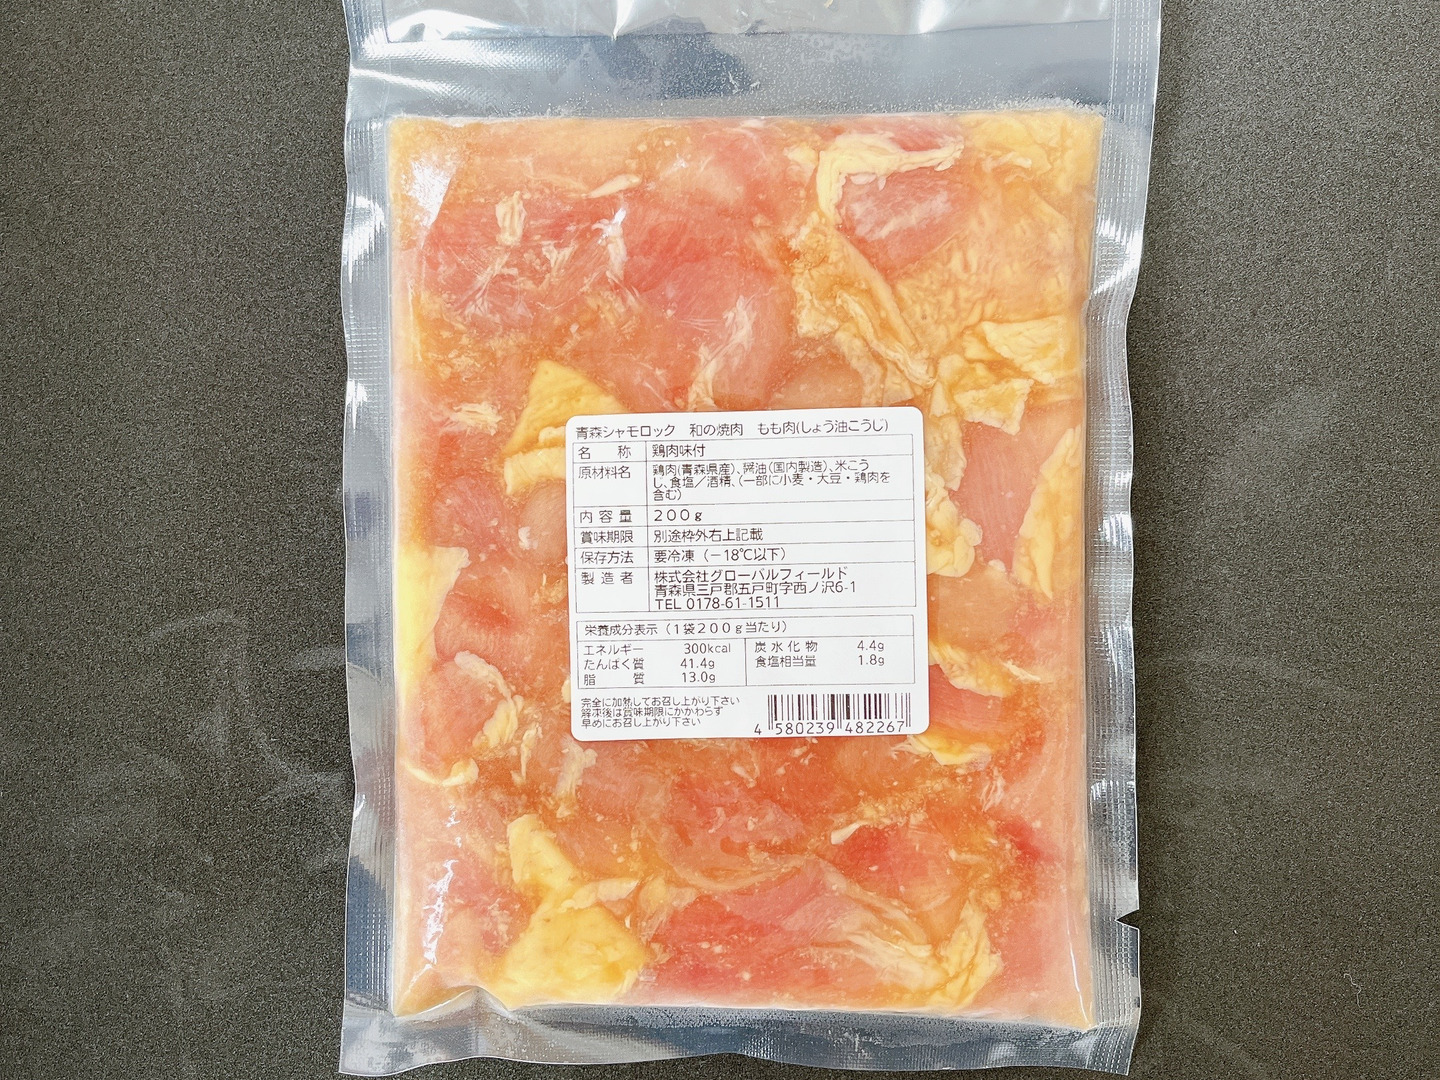 青森シャモロック 和の焼肉 もも肉(しょう油こうじ)
名称 鶏肉味付
原材料名 鶏肉(青森県産)、醤油(国内製造)、米こう
じ、食塩／酒精、(一部に小麦・大豆・鶏肉を
含む)
内容量 200g
賞味期限 別途枠外右上記載
保存方法 要冷凍(－18℃以下)
製造者 株式会社グローバルフィールド
青森県三戸郡五戸町字西ノ沢6-1
TEL 0178-61-1511
栄養成分表示(1袋200g当たり)
エネルギー 300kcal 炭水化物 4.4g
たんぱく質 41.4g 食塩相当量 1.8g
脂質 13.0g
完全に加熱してお召し上がり下さい
解凍後は賞味期限にかかわらず
早めにお召し上がり下さい
4 580239 482267